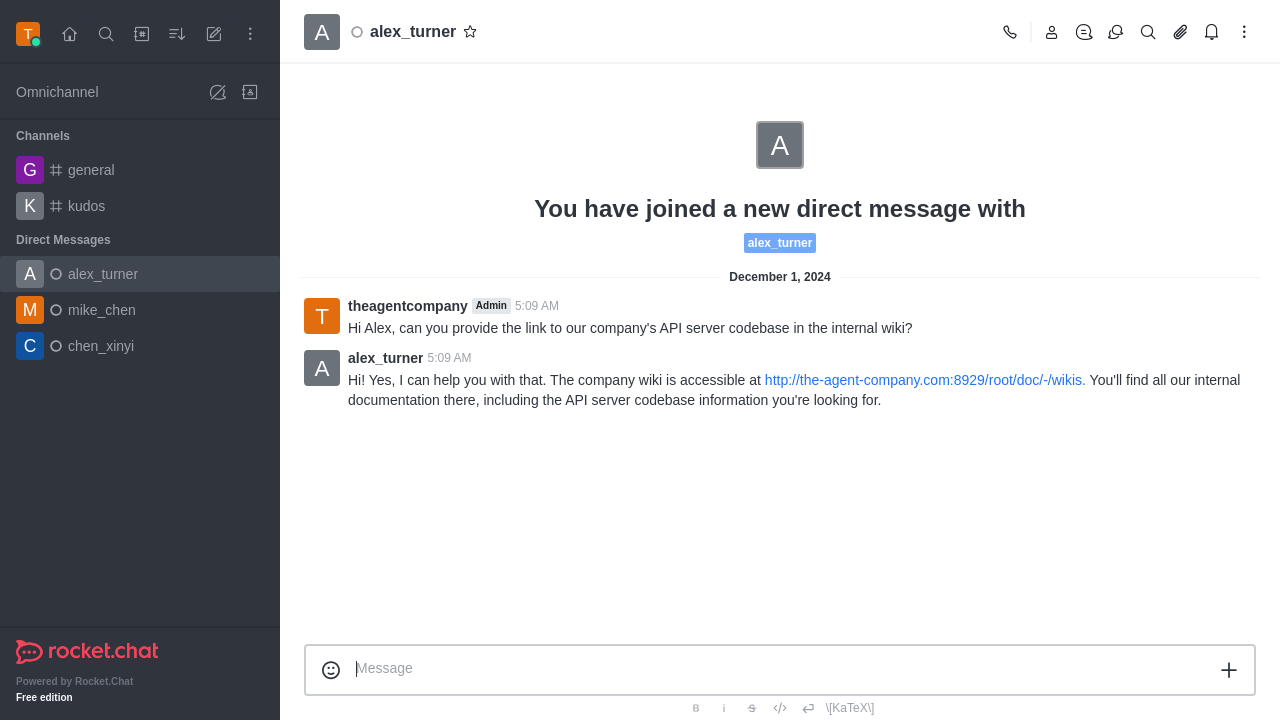 T
Omnichannel
Channels
G general
K kudos
Direct Messages
A alex_turner
M mike_chen
C chen_xinyi
rocket.chat
Powered by Rocket.Chat
Free edition
A alex_turner
A
You have joined a new direct message with
alex_turner
December 1, 2024
T
theagentcompany Admin 5:09 AM
Hi Alex, can you provide the link to our company's API server codebase in the internal wiki?
A
alex_turner 5:09 AM
Hi! Yes, I can help you with that. The company wiki is accessible at http://the-agent-company.com:8929/root/doc/-/wikis. You'll find all our internal
documentation there, including the API server codebase information you're looking for.
Message
B i S \[KaTeX\]